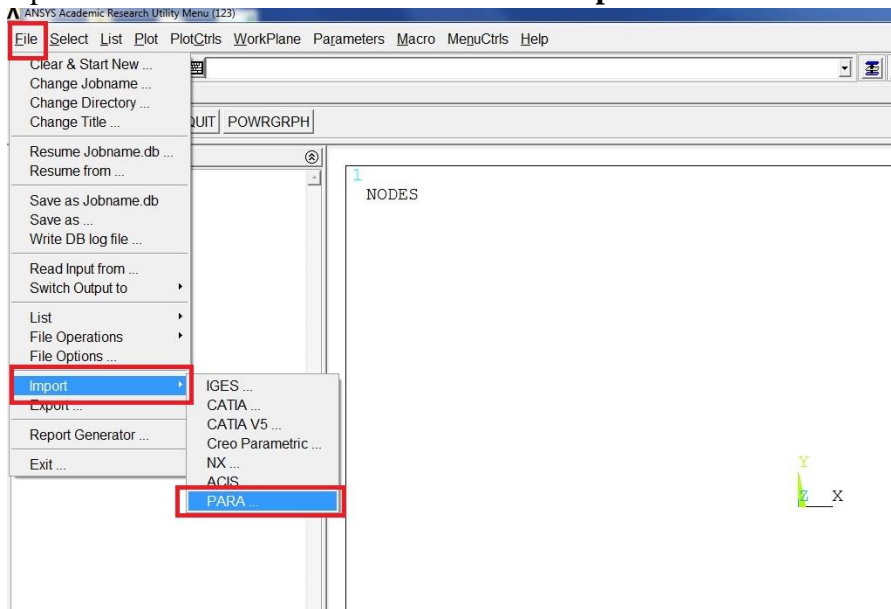 ANSYS Academic Research Utility Menu (123)
File Select List Plot PlotCtrls WorkPlane Parameters Macro MenuCtrls Help
Clear & Start New ...
Change Jobname ...
Change Directory ...
Change Title ...
QUIT POWRGRPH
Resume Jobname.db ...
Resume from ...
1
NODES
Save as Jobname.db
Save as ...
Write DB log file ...
Read Input from ...
Switch Output to
List
File Operations
File Options ...
Import
Export ...
Report Generator ...
Exit ...
IGES ...
CATIA ...
CATIA V5 ...
Creo Parametric ...
NX ...
ACIS
PARA ...
Y
Z X